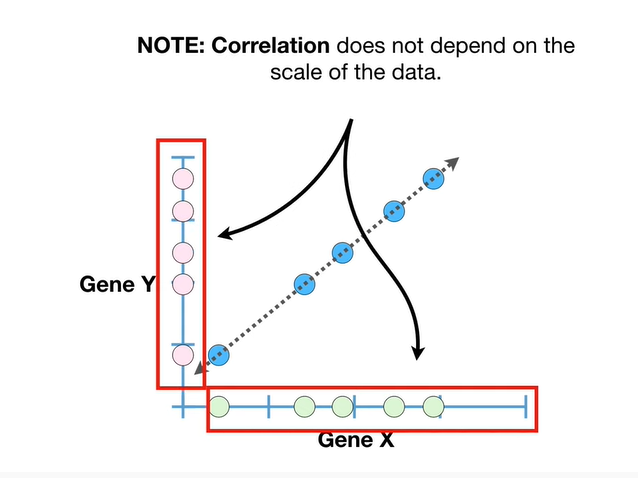 NOTE: Correlation does not depend on the
scale of the data.
Gene Y
Gene X